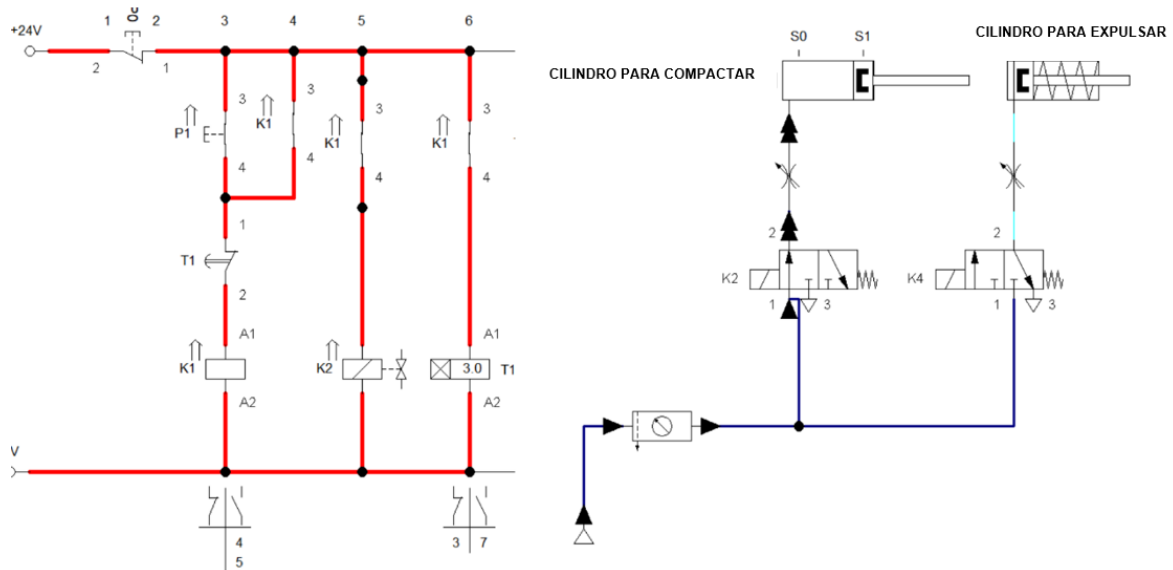 1 Oc 2 3 4 5 6
+24V
2 1
3 3 3 3
P1 K1 K1 K1
4 4 4 4
1
T1
2
A1 A1
K1 K2 3.0 T1
A2 A2
V
4 3 7
5
S0 S1
CILINDRO PARA EXPULSAR
CILINDRO PARA COMPACTAR
2 2
K2 K4
1 3 1 3